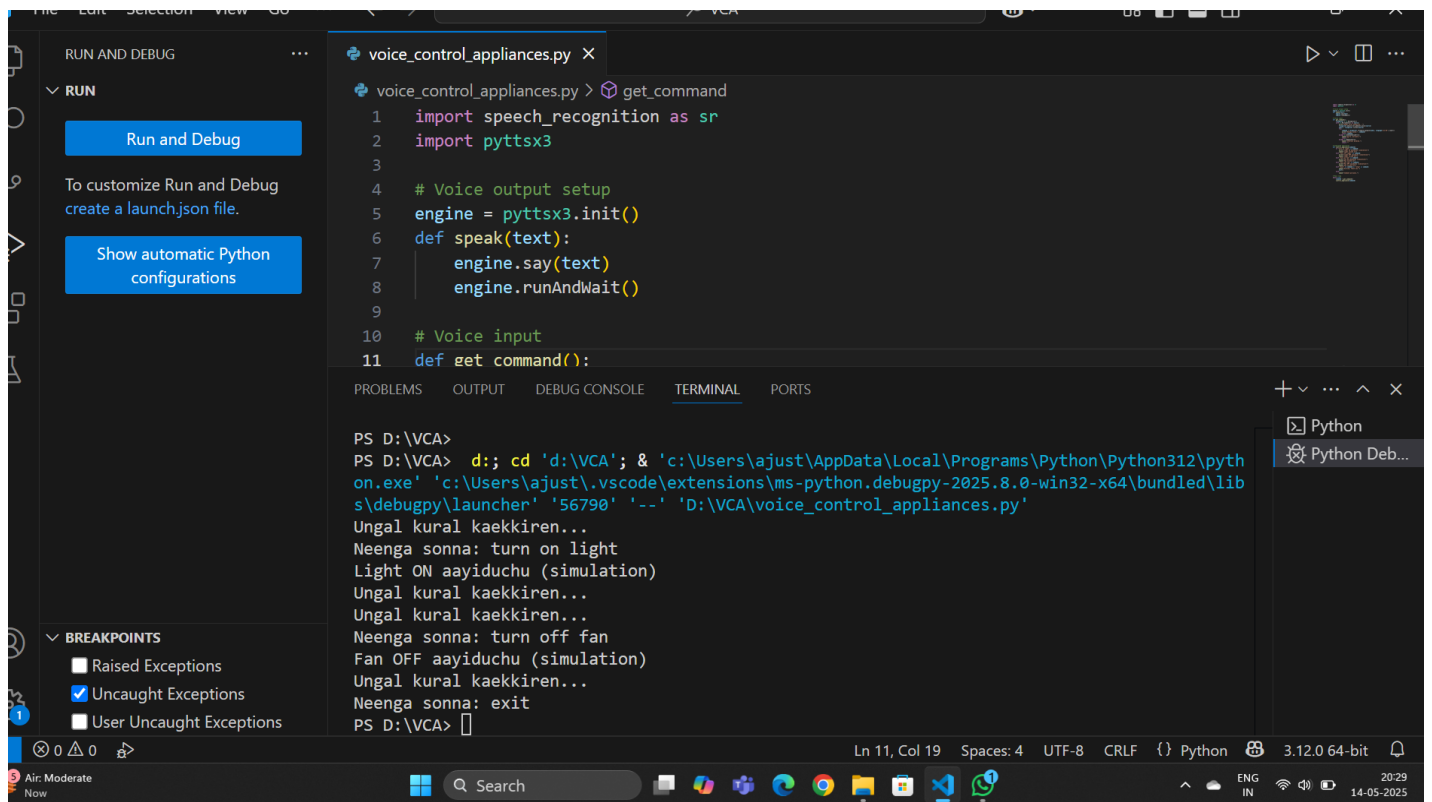 File Edit Selection View Go
VCA
RUN AND DEBUG
RUN
Run and Debug
To customize Run and Debug
create a launch.json file.
Show automatic Python
configurations
BREAKPOINTS
Raised Exceptions
Uncaught Exceptions
User Uncaught Exceptions
voice_control_appliances.py
voice_control_appliances.py > get_command
1 import speech_recognition as sr
2 import pyttsx3
3
4 # Voice output setup
5 engine = pyttsx3.init()
6 def speak(text):
7 engine.say(text)
8 engine.runAndWait()
9
10 # Voice input
11 def get_command():
PROBLEMS OUTPUT DEBUG CONSOLE TERMINAL PORTS
PS D:\VCA>
PS D:\VCA> d:; cd 'd:\VCA'; & 'c:\Users\ajust\AppData\Local\Programs\Python\Python312\pyth
on.exe' 'c:\Users\ajust\.vscode\extensions\ms-python.debugpy-2025.8.0-win32-x64\bundled\lib
s\debugpy\launcher' '56790' '--' 'D:\VCA\voice_control_appliances.py'
Ungal kural kaekkiren...
Neenga sonna: turn on light
Light ON aayiduchu (simulation)
Ungal kural kaekkiren...
Ungal kural kaekkiren...
Neenga sonna: turn off fan
Fan OFF aayiduchu (simulation)
Ungal kural kaekkiren...
Neenga sonna: exit
PS D:\VCA>
Python
Python Deb...
1
0 0
Ln 11, Col 19 Spaces: 4 UTF-8 CRLF {} Python 3.12.0 64-bit
5
Air: Moderate
Now
Search
1
ENG
IN
20:29
14-05-2025